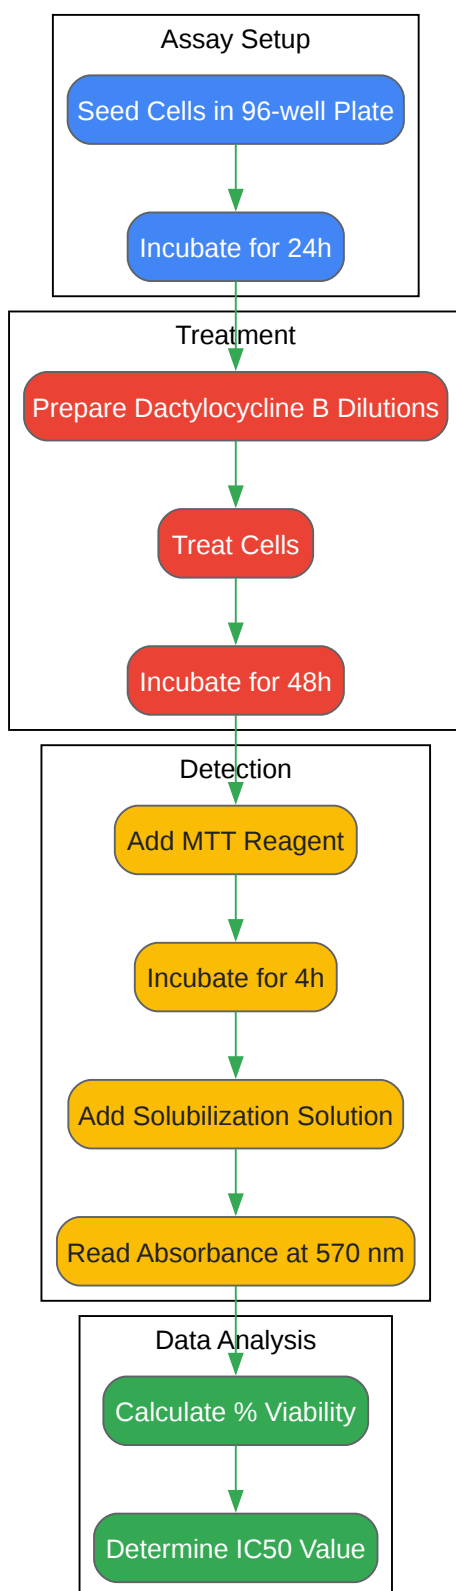 Assay Setup
Seed Cells in 96-well Plate
Incubate for 24h
Treatment
Prepare Dactylocycline B Dilutions
Treat Cells
Incubate for 48h
Detection
Add MTT Reagent
Incubate for 4h
Add Solubilization Solution
Read Absorbance at 570 nm
Data Analysis
Calculate % Viability
Determine IC50 Value